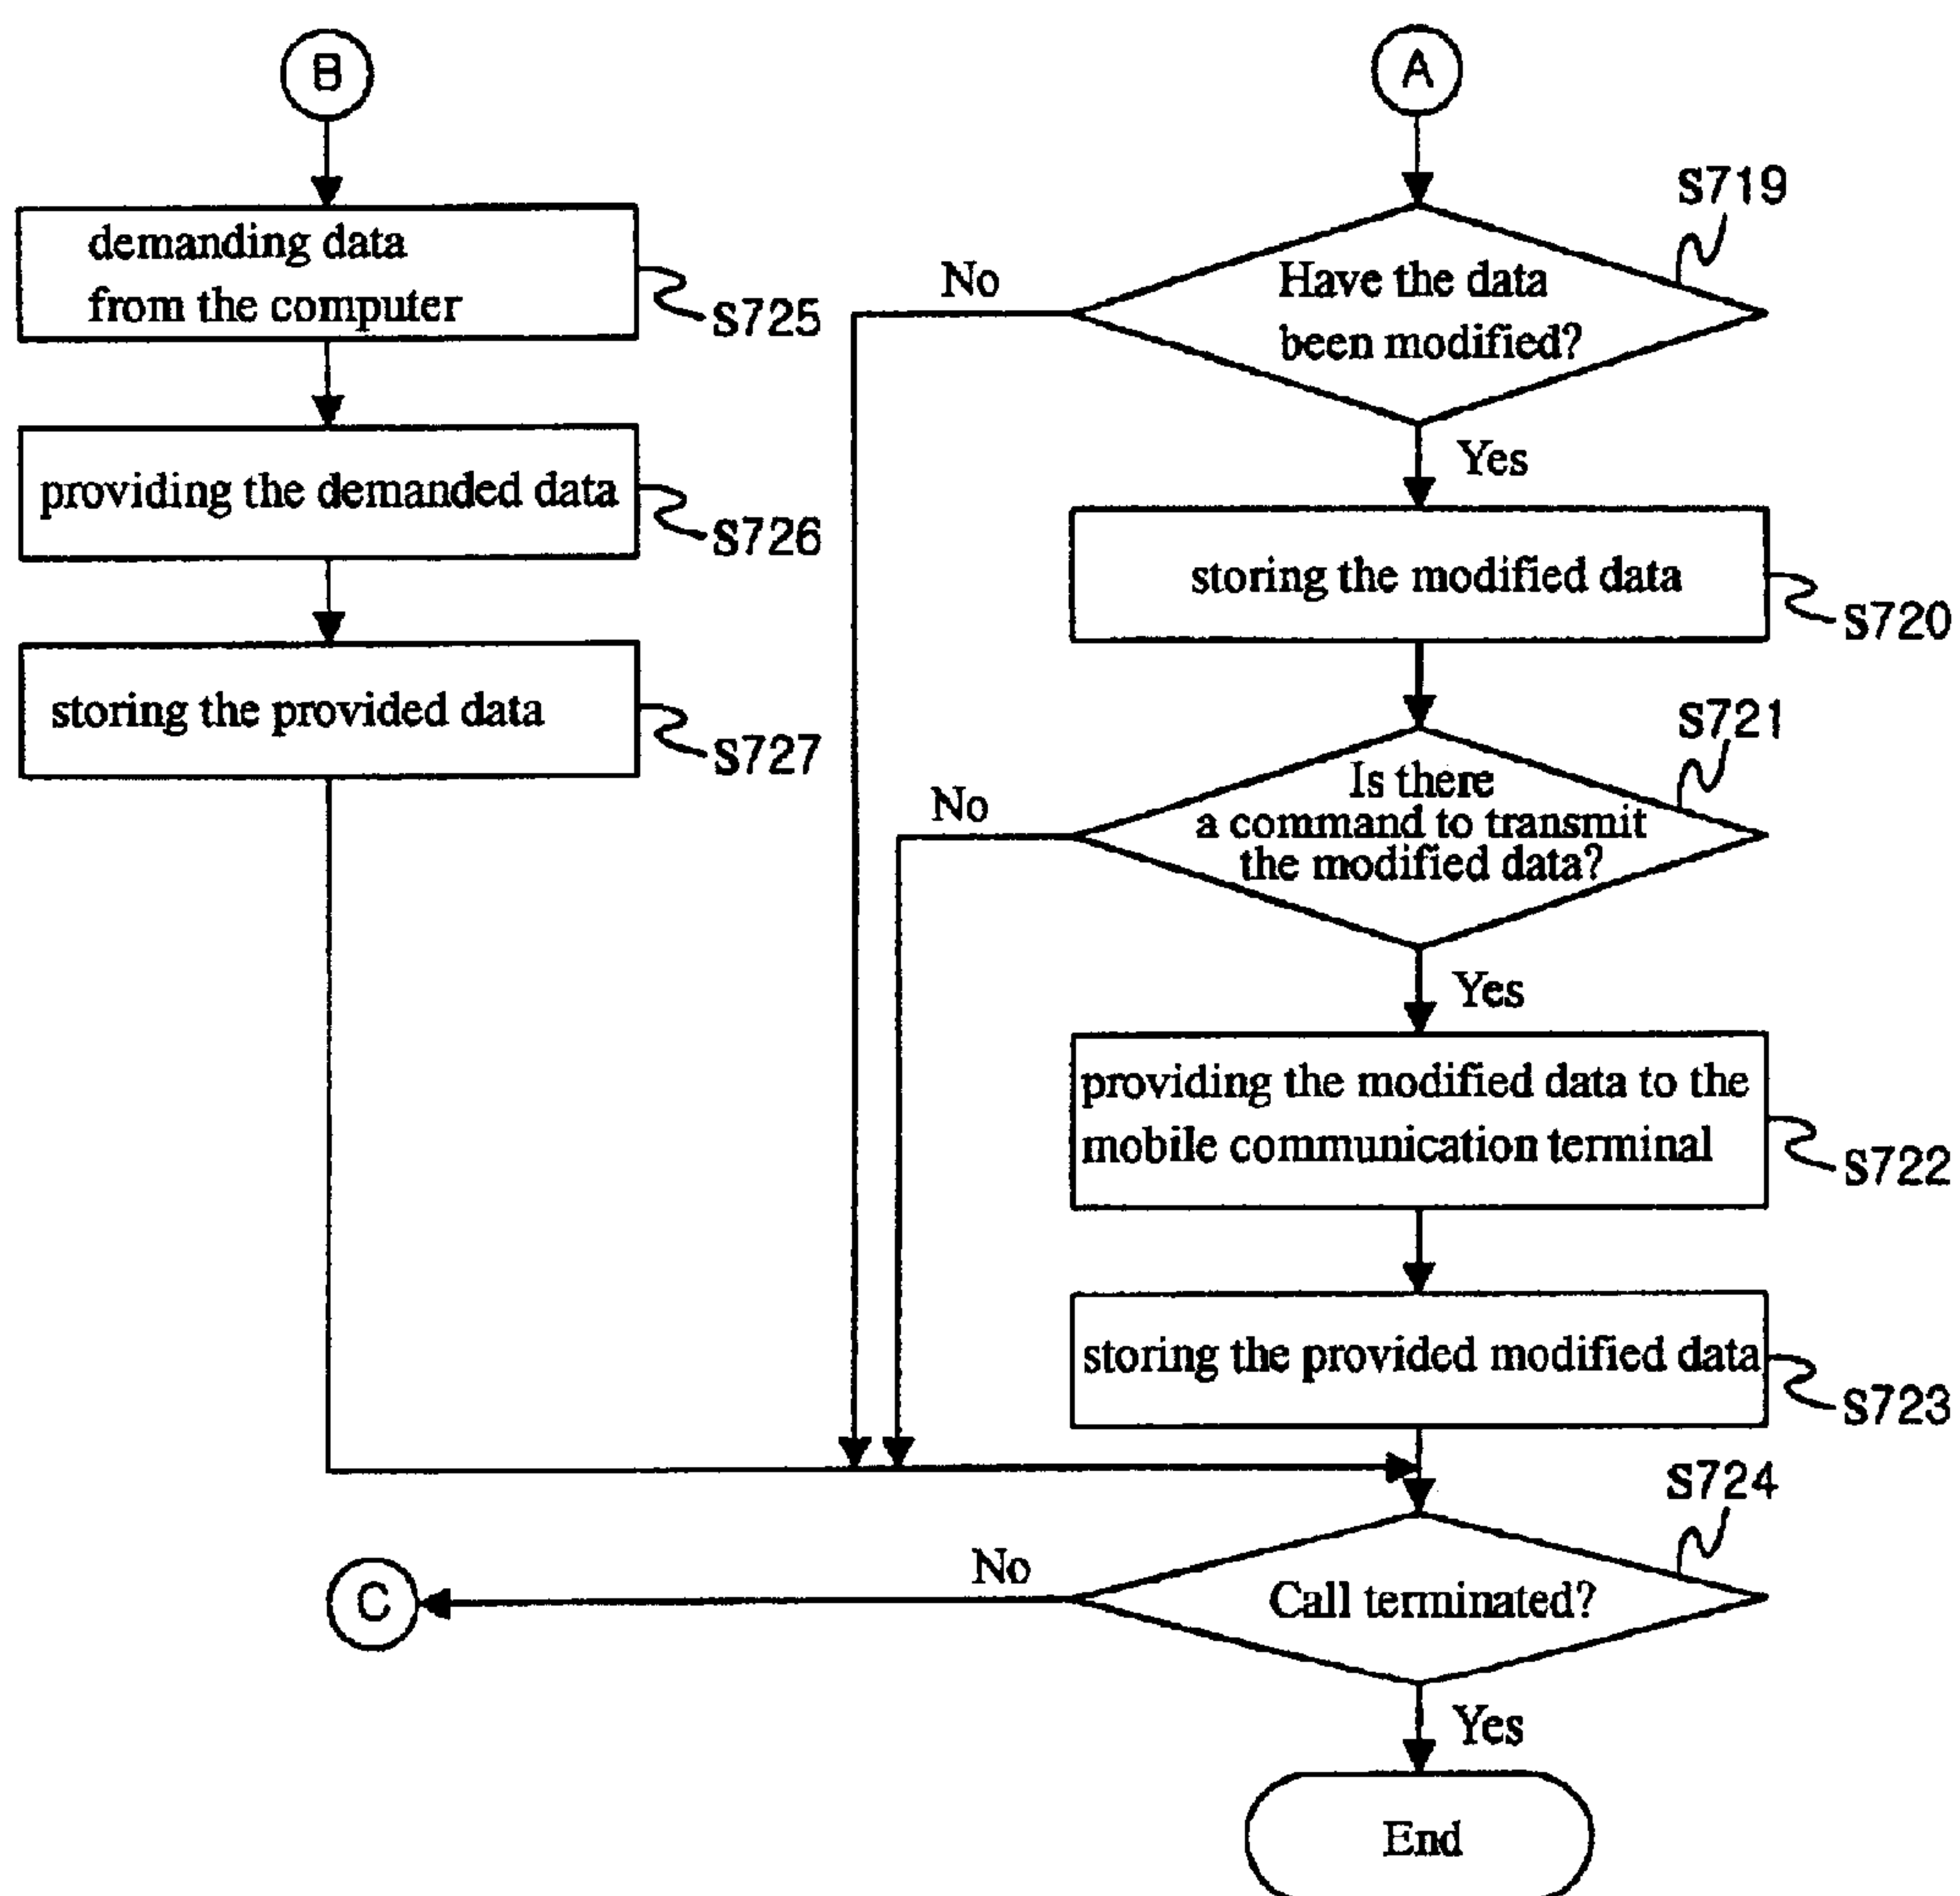 B
demanding data
from the computer
S725
providing the demanded data
S726
storing the provided data
S727
A
S719
Have the data
been modified?
No
Yes
storing the modified data
S720
S721
Is there
a command to transmit
the modified data?
No
Yes
providing the modified data to the
mobile communication terminal
S722
storing the provided modified data
S723
S724
Call terminated?
No
C
Yes
End